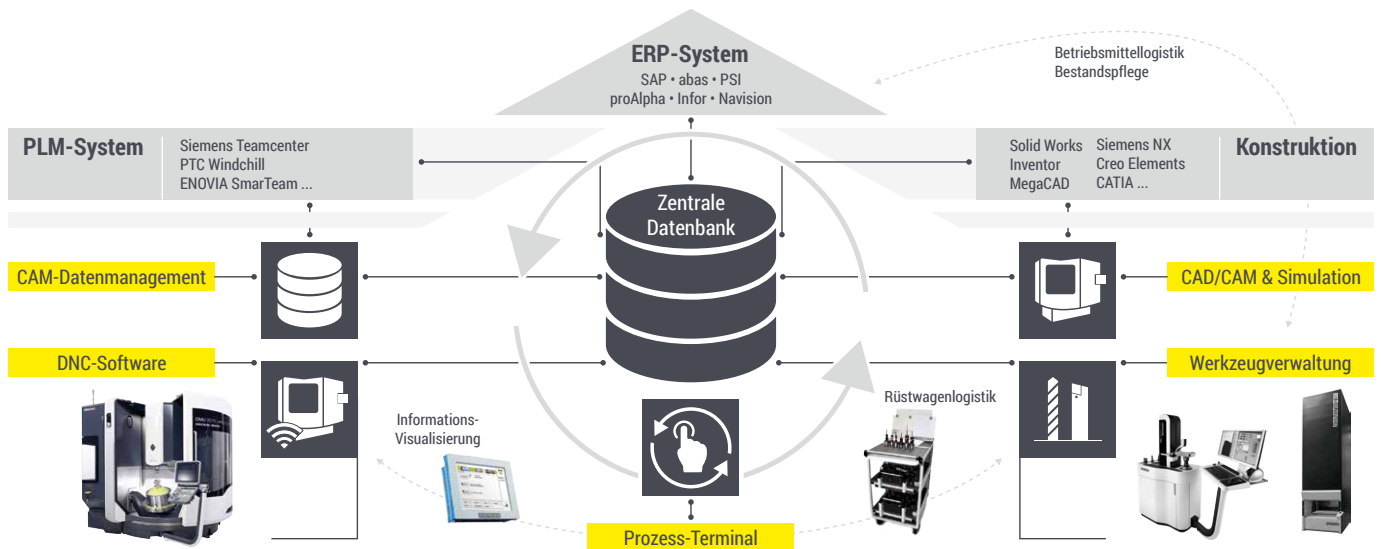 ERP-System
SAP • abas • PSI
proAlpha • Infor • Navision
Betriebsmittellogistik
Bestandspflege
PLM-System
Siemens Teamcenter
PTC Windchill
ENOVIA SmarTeam ...
Solid Works
Inventor
MegaCAD
Siemens NX
Creo Elements
CATIA ...
Konstruktion
Zentrale
Datenbank
CAM-Datenmanagement
CAD/CAM & Simulation
DNC-Software
Werkzeugverwaltung
Informations-
Visualisierung
Rüstwagenlogistik
Prozess-Terminal